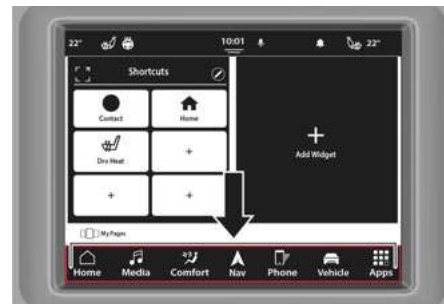 22° 10:01 22°
Shortcuts
Contact Home
Drv Heat +
+ +
+
Add Widget
My Pages
Home Media Comfort Nav Phone Vehicle Apps